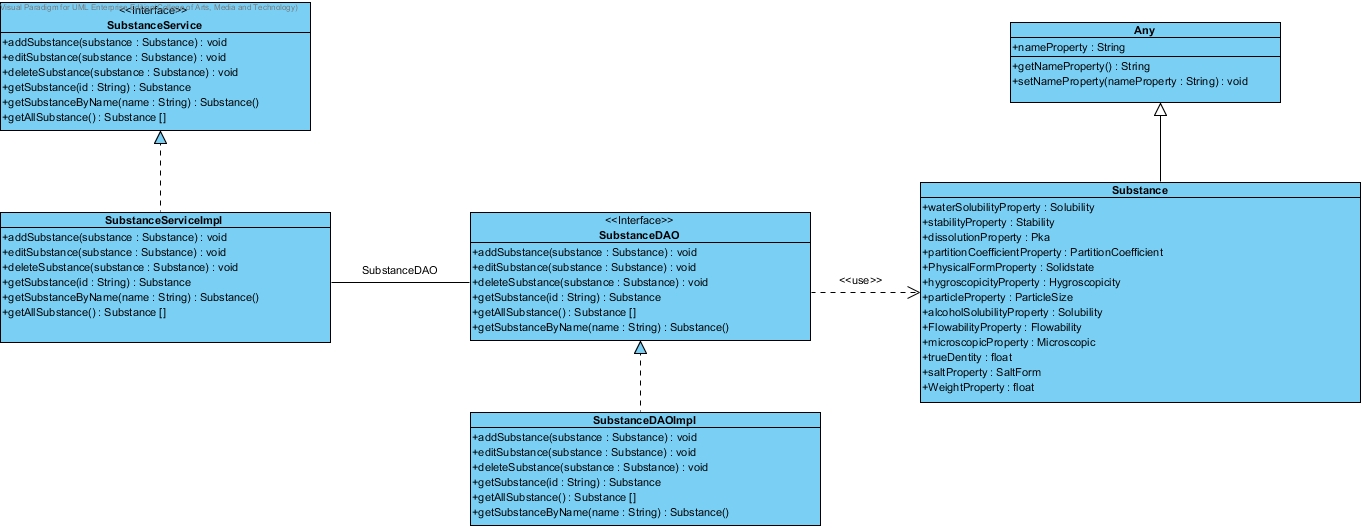 Visual Paradigm for UML Enterprise Edition(College of Arts, Media and Technology)
<<Interface>>
SubstanceService
+addSubstance(substance : Substance) : void
+editSubstance(substance : Substance) : void
+deleteSubstance(substance : Substance) : void
+getSubstance(id : String) : Substance
+getSubstanceByName(name : String) : Substance()
+getAllSubstance() : Substance []
Any
+nameProperty : String
+getNameProperty() : String
+setNameProperty(nameProperty : String) : void
SubstanceServiceImpl
+addSubstance(substance : Substance) : void
+editSubstance(substance : Substance) : void
+deleteSubstance(substance : Substance) : void
+getSubstance(id : String) : Substance
+getSubstanceByName(name : String) : Substance()
+getAllSubstance() : Substance []
SubstanceDAO
<<Interface>>
SubstanceDAO
+addSubstance(substance : Substance) : void
+editSubstance(substance : Substance) : void
+deleteSubstance(substance : Substance) : void
+getSubstance(id : String) : Substance
+getAllSubstance() : Substance []
+getSubstanceByName(name : String) : Substance()
<<use>>
Substance
+waterSolubilityProperty : Solubility
+stabilityProperty : Stability
+dissolutionProperty : Pka
+partitionCoefficientProperty : PartitionCoefficient
+PhysicalFormProperty : Solidstate
+hygroscopicityProperty : Hygroscopicity
+particleProperty : ParticleSize
+alcoholSolubilityProperty : Solubility
+FlowabilityProperty : Flowability
+microscopicProperty : Microscopic
+trueDentity : float
+saltProperty : SaltForm
+WeightProperty : float
SubstanceDAOImpl
+addSubstance(substance : Substance) : void
+editSubstance(substance : Substance) : void
+deleteSubstance(substance : Substance) : void
+getSubstance(id : String) : Substance
+getAllSubstance() : Substance []
+getSubstanceByName(name : String) : Substance()